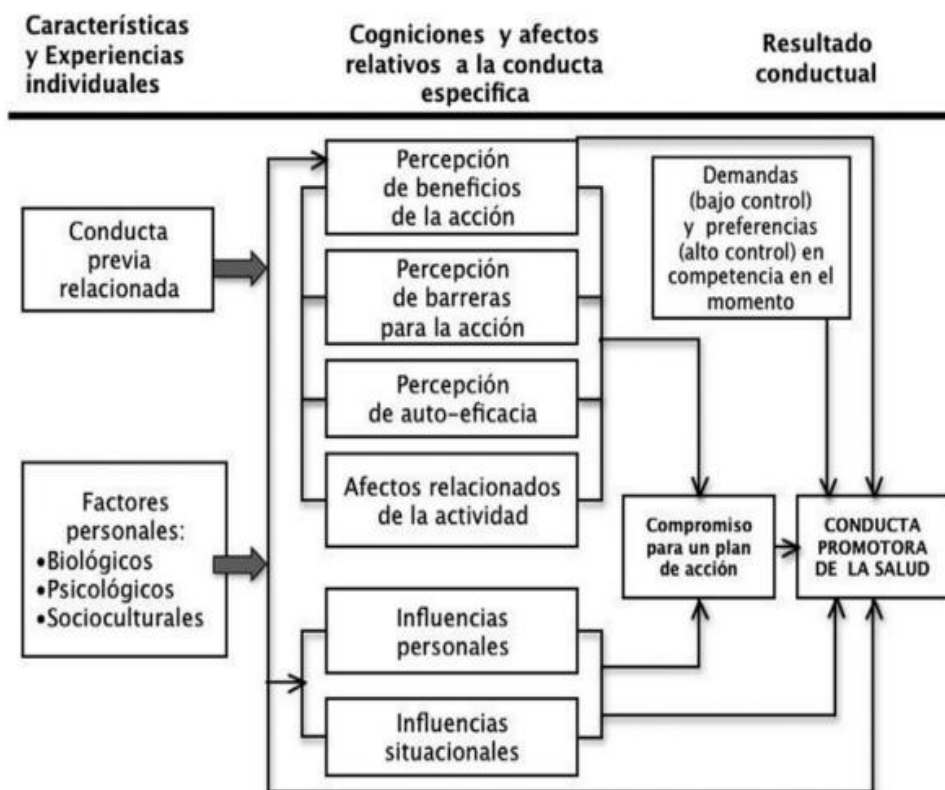 Características
y Experiencias
individuales
Cogniciones y afectos
relativos a la conducta
especifica
Resultado
conductual
Conducta
previa
relacionada
Factores
personales:
•Biológicos
•Psicológicos
•Socioculturales
Percepción
de beneficios
de la acción
Percepción
de barreras
para la acción
Percepción
de auto-eficacia
Afectos relacionados
de la actividad
Influencias
personales
Influencias
situacionales
Demandas
(bajo control)
y preferencias
(alto control) en
competencia en el
momento
Compromiso
para un plan
de acción
CONDUCTA
PROMOTORA
DE LA SALUD